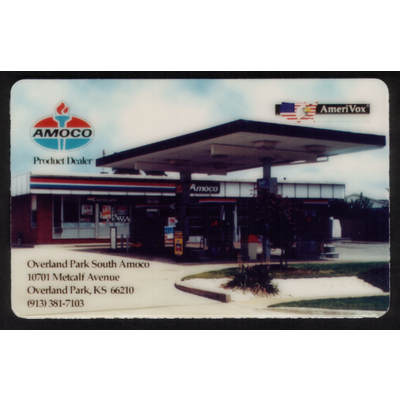 AMOCO
Product Dealer
AmeriVox
Amoco
Overland Park South Amoco
10701 Metcalf Avenue
Overland Park, KS 66210
(913) 381-7103